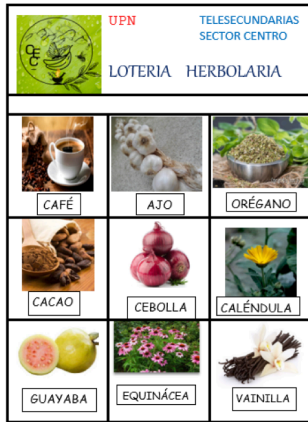 UPN
TELESECUNDARIAS
SECTOR CENTRO
LOTERIA HERBOLARIA
CAFÉ
AJO
ORÉGANO
CACAO
CEBOLLA
CALÉNDULA
GUAYABA
EQUINÁCEA
VAINILLA